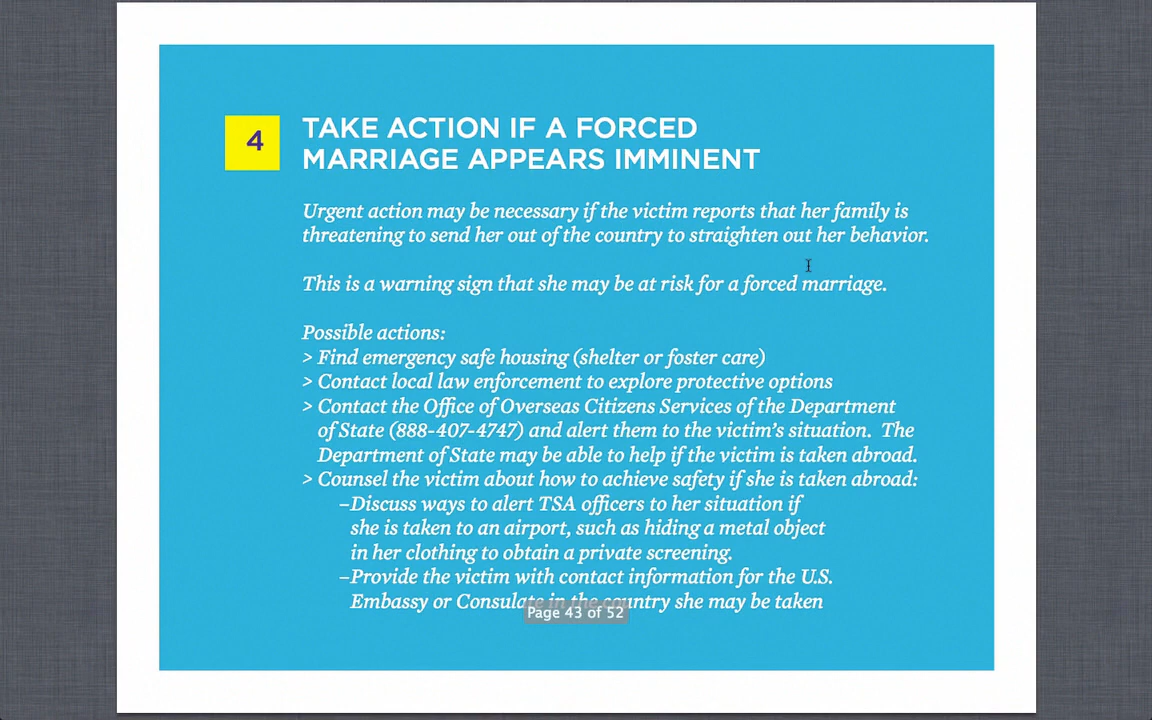 4
TAKE ACTION IF A FORCED
MARRIAGE APPEARS IMMINENT
Urgent action may be necessary if the victim reports that her family is
threatening to send her out of the country to straighten out her behavior.
This is a warning sign that she may be at risk for a forced marriage.
Possible actions:
> Find emergency safe housing (shelter or foster care)
> Contact local law enforcement to explore protective options
> Contact the Office of Overseas Citizens Services of the Department
of State (888-407-4747) and alert them to the victim's situation. The
Department of State may be able to help if the victim is taken abroad.
> Counsel the victim about how to achieve safety if she is taken abroad:
–Discuss ways to alert TSA officers to her situation if
she is taken to an airport, such as hiding a metal object
in her clothing to obtain a private screening.
–Provide the victim with contact information for the U.S.
Embassy or Consulate in the country she may be taken
Page 43 of 52